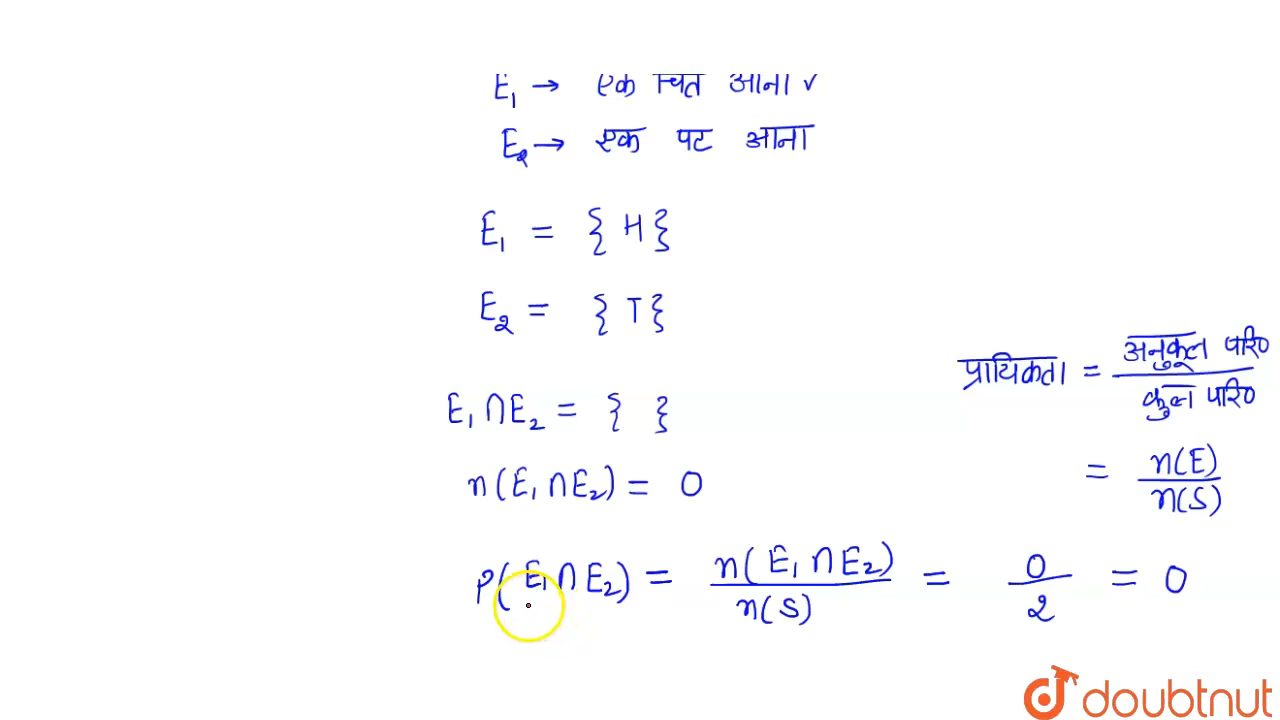 E₁ → एक चित आना ✓
E₂ → एक पट आना
E₁ = { H }
E₂ = { T }
प्रायिकता = अनुकूल परि० / कुल परि०
E₁ ∩ E₂ = { }
= n(E) / n(S)
n(E₁ ∩ E₂) = 0
P(E₁ ∩ E₂) = n(E₁ ∩ E₂) / n(S) = 0 / 2 = 0
doubtnut